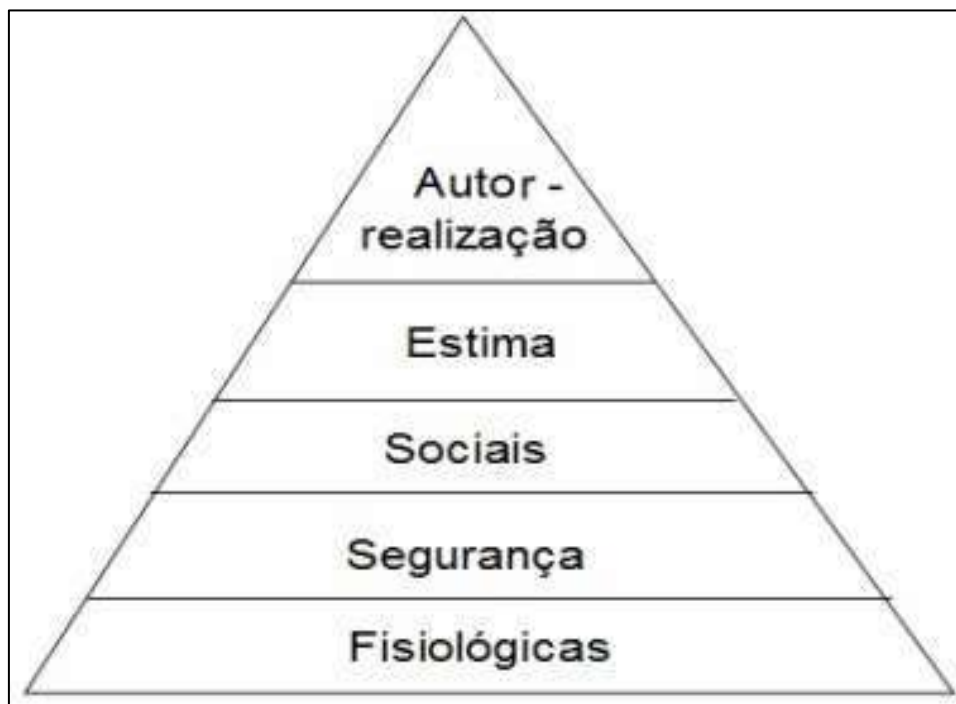 Autor -
realização
Estima
Sociais
Segurança
Fisiológicas